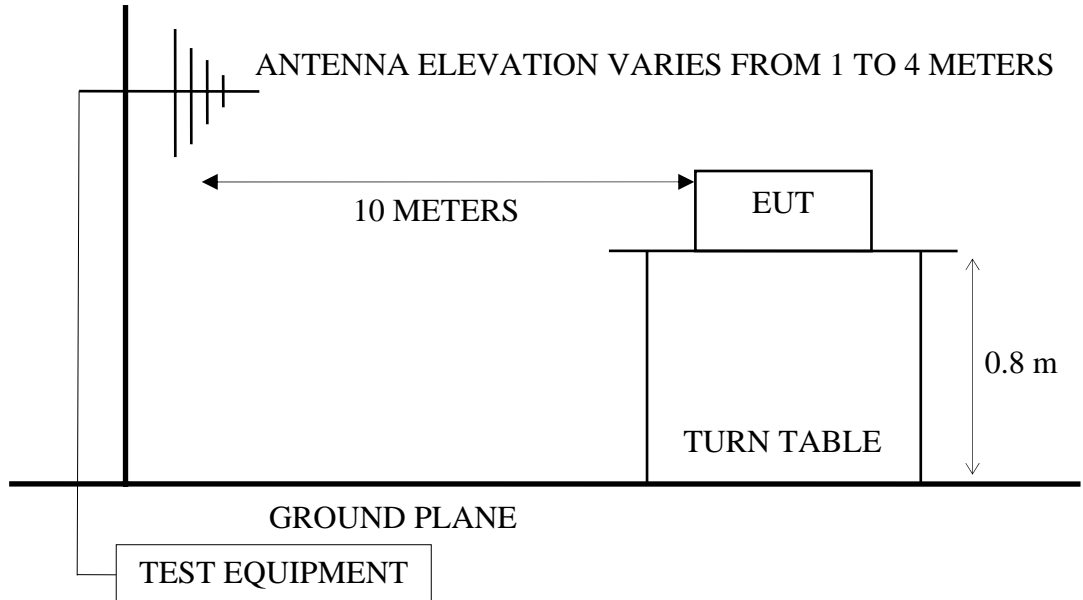 ANTENNA ELEVATION VARIES FROM 1 TO 4 METERS
10 METERS
EUT
0.8 m
TURN TABLE
GROUND PLANE
TEST EQUIPMENT